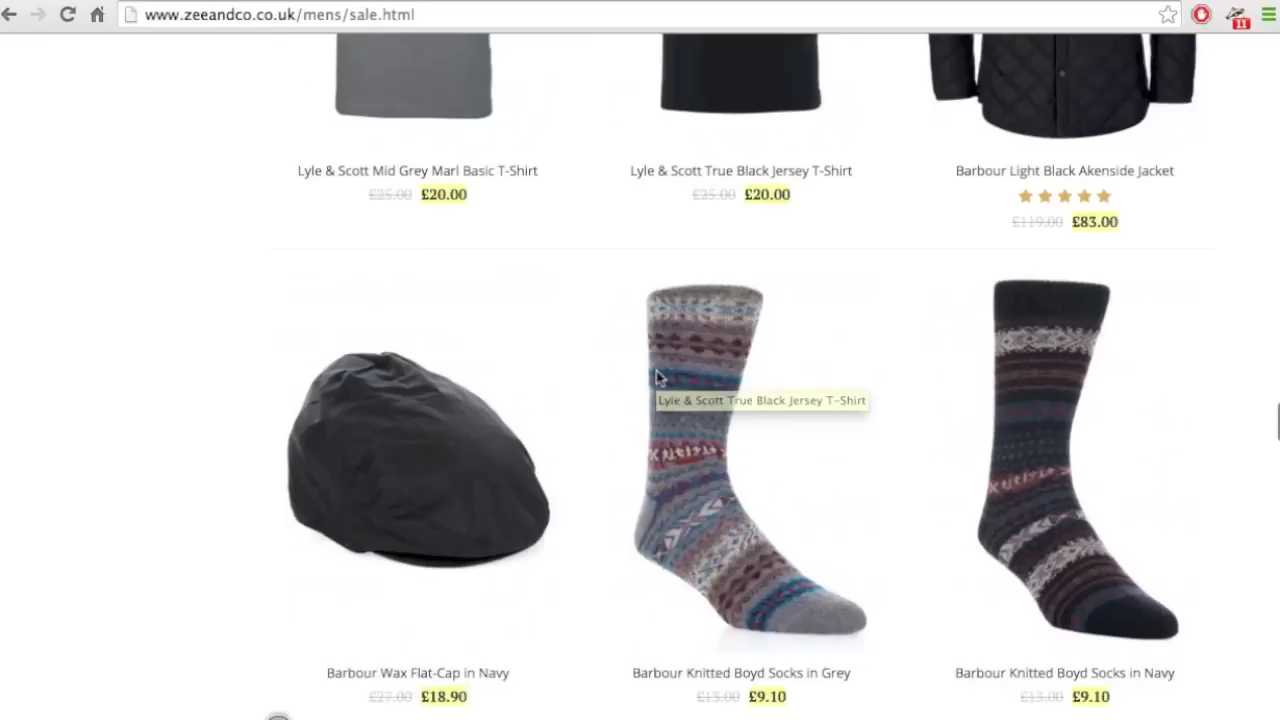 www.zeeandco.co.uk/mens/sale.html
11
Lyle & Scott Mid Grey Marl Basic T-Shirt
£25.00 £20.00
Lyle & Scott True Black Jersey T-Shirt
£25.00 £20.00
Barbour Light Black Akenside Jacket
£119.00 £83.00
Lyle & Scott True Black Jersey T-Shirt
Barbour Wax Flat-Cap in Navy
£27.00 £18.90
Barbour Knitted Boyd Socks in Grey
£13.00 £9.10
Barbour Knitted Boyd Socks in Navy
£13.00 £9.10